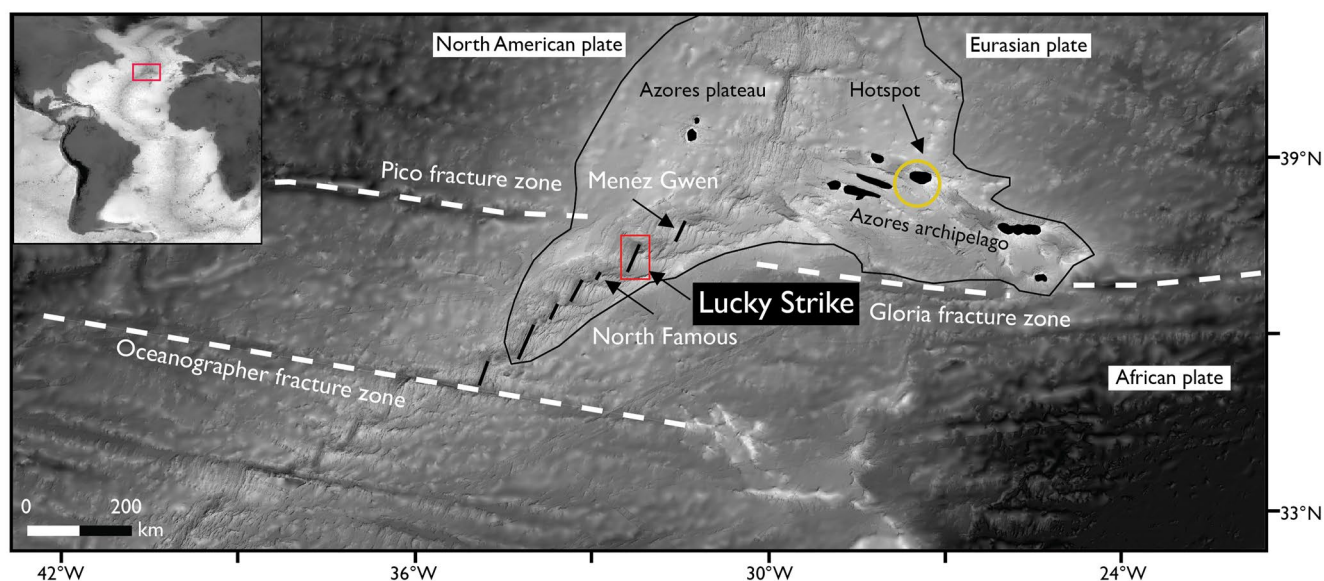 North American plate
Eurasian plate
Azores plateau
Hotspot
39°N
Pico fracture zone
Menez Gwen
Azores archipelago
Lucky Strike
Gloria fracture zone
North Famous
Oceanographer fracture zone
African plate
0 200
km
33°N
42°W 36°W 30°W 24°W